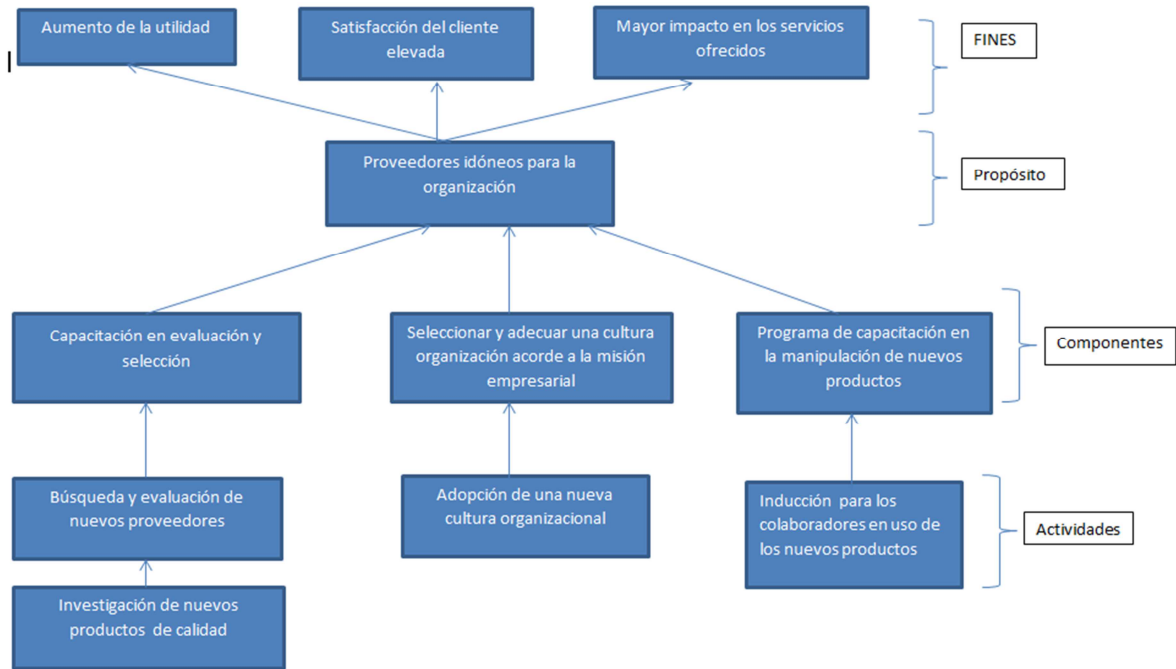 Aumento de la utilidad
Satisfacción del cliente
elevada
Mayor impacto en los servicios
ofrecidos
FINES
Proveedores idóneos para la
organización
Propósito
Capacitación en evaluación y
selección
Seleccionar y adecuar una cultura
organización acorde a la misión
empresarial
Programa de capacitación en
la manipulación de nuevos
productos
Componentes
Búsqueda y evaluación de
nuevos proveedores
Adopción de una nueva
cultura organizacional
Inducción para los
colaboradores en uso de
los nuevos productos
Actividades
Investigación de nuevos
productos de calidad